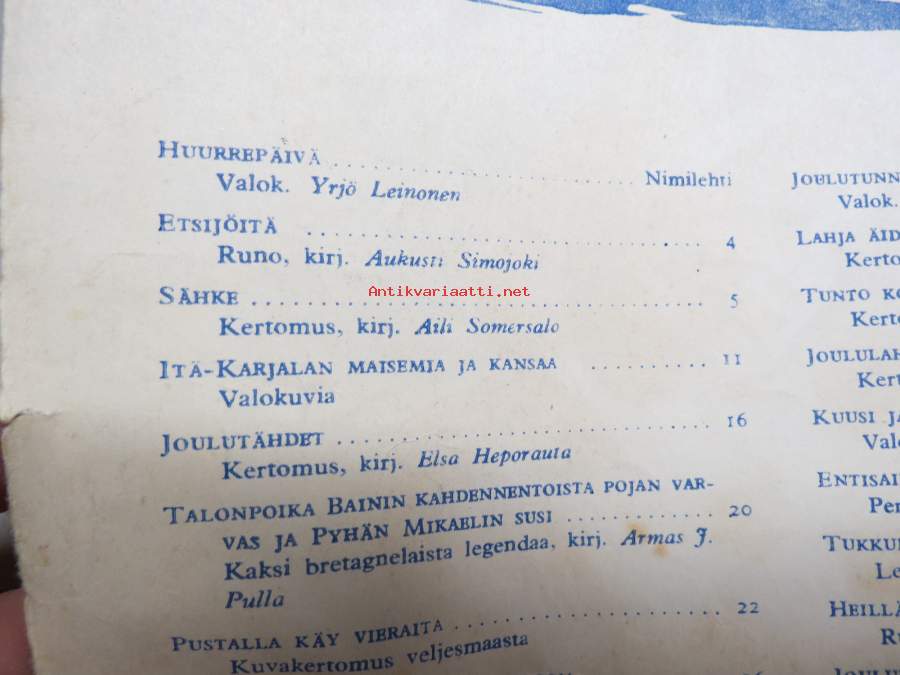 HUURREPÄIVÄ .......... Nimilehti
Valok. Yrjö Leinonen
ETSIJÖITÄ .......... 4
Runo, kirj. Aukusti Simojoki
Antikvariaatti.net
SÄHKE .......... 5
Kertomus, kirj. Aili Somersalo
ITÄ-KARJALAN MAISEMIA JA KANSAA .......... 11
Valokuvia
JOULUTÄHDET .......... 16
Kertomus, kirj. Elsa Heporauta
TALONPOIKA BAININ KAHDENNENTOISTA POJAN VAR-
VAS JA PYHÄN MIKAELIN SUSI .......... 20
Kaksi bretagnelaista legendaa, kirj. Armas J.
Pulla
PUSTALLA KÄY VIERAITA .......... 22
Kuvakertomus veljesmaasta
JOULUTUNN
Valok.
LAHJA ÄID
Kerto
TUNTO
Kert
JOULULAH
Kert
KUUSI JA
Val
ENTISAI
Per
TUKKU
Le
HEILLÄ